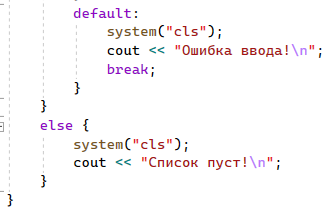 default:
system("cls");
cout << "Ошибка ввода!\n";
break;
}
}
else {
system("cls");
cout << "Список пуст!\n";
}
}